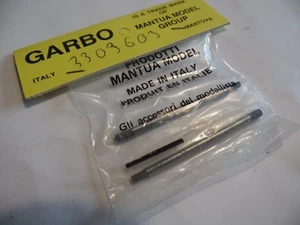 IS A TRADE MARK
OF
GARBO
MANTUA MODEL
GROUP
ITALY
3303603
MANTOVA
PRODOTTI
MANTUA MODEL
MADE IN ITALY
PRODUIT EN ITALIE
Gli accessori del modellismo